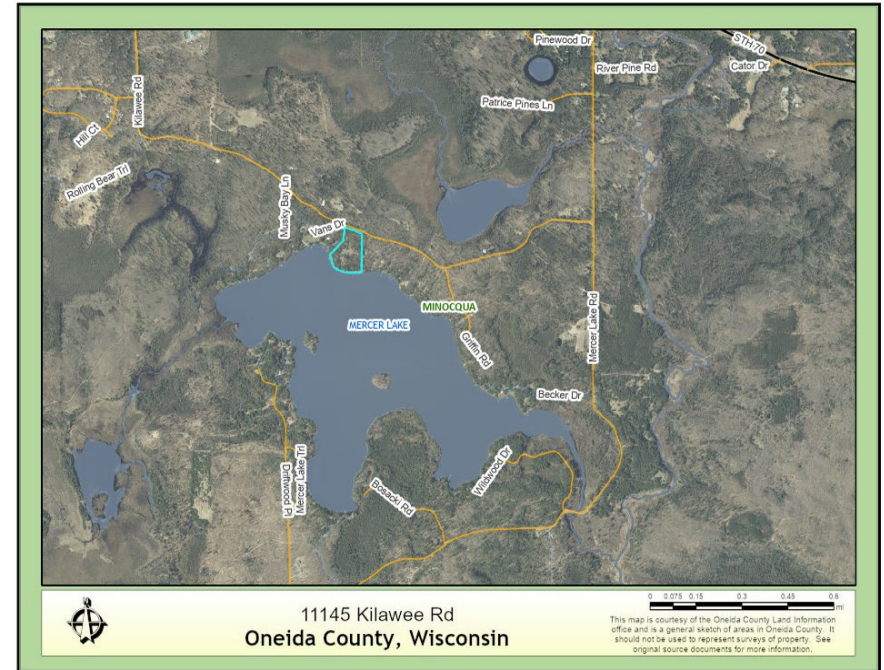 Pinewood Dr
STH 70
River Pine Rd
Cator Dr
Kilawee Rd
Patrice Pines Ln
Hill Ct
Rolling Bear Trl
Musky Bay Ln
Vans Dr
MINOCQUA
MERCER LAKE
Mercer Lake Rd
Griffin Rd
Becker Dr
Wildwood Dr
Mercer Lake Trl
Driftwood Pl
Bosacki Rd
11145 Kilawee Rd
Oneida County, Wisconsin
0 0.075 0.15 0.3 0.45 0.6
mi
This map is courtesy of the Oneida County Land Information
office and is a general sketch of areas in Oneida County. It
should not be used to represent surveys of property. See
original source documents for more information.